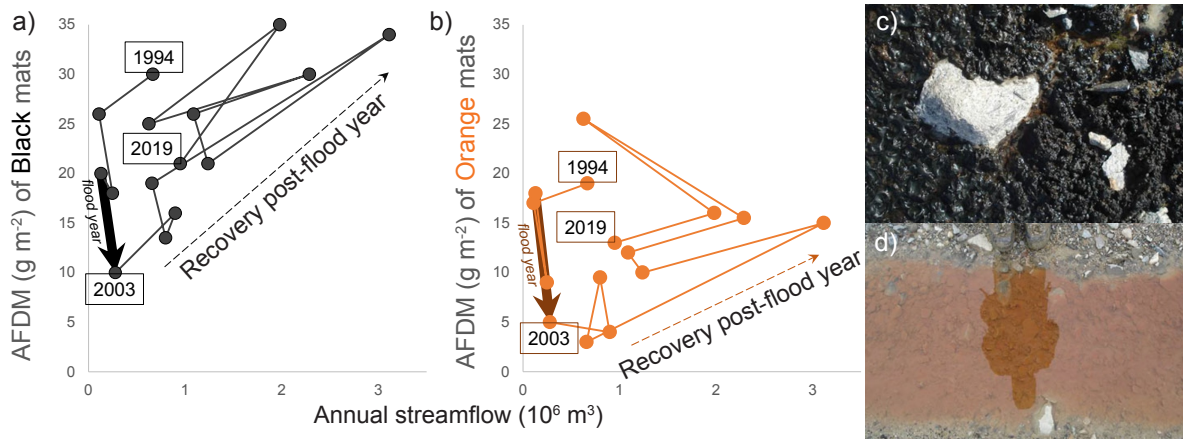 a)
AFDM (g m-2) of Black mats
35
30
25
20
15
10
5
0
1994
2019
2003
flood year
Recovery post-flood year
0
1
2
3
b)
AFDM (g m-2) of Orange mats
35
30
25
20
15
10
5
0
1994
2019
2003
flood year
Recovery post-flood year
0
1
2
3
Annual streamflow (10⁶ m³)
c)
d)